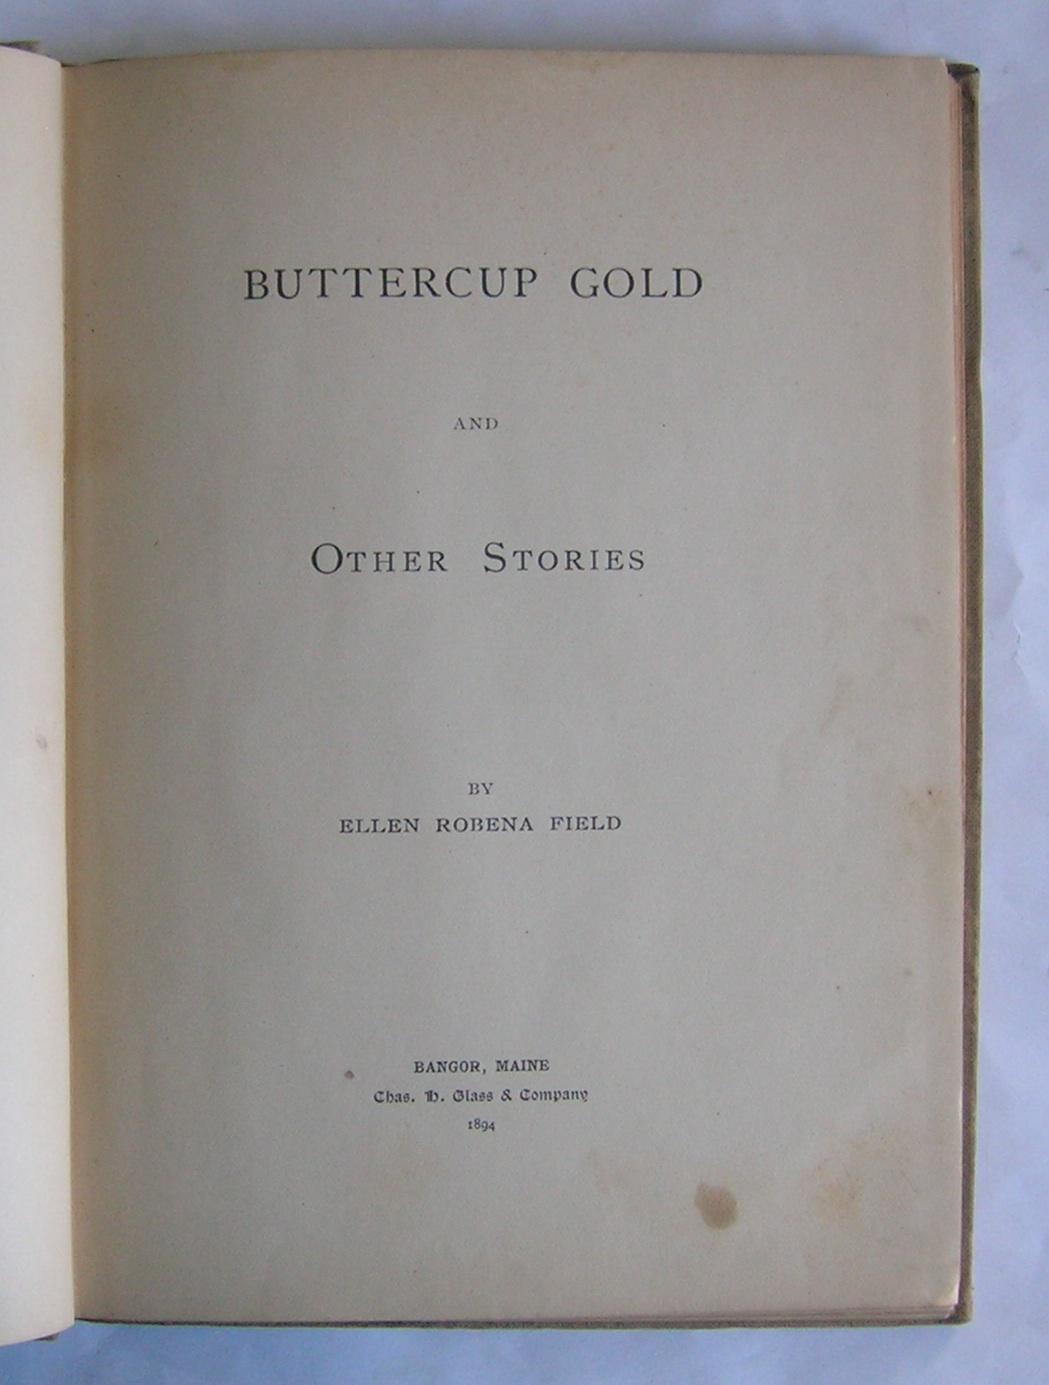 BUTTERCUP GOLD
AND
OTHER STORIES
BY
ELLEN ROBENA FIELD
BANGOR, MAINE
Chas. H. Glass & Company
1894